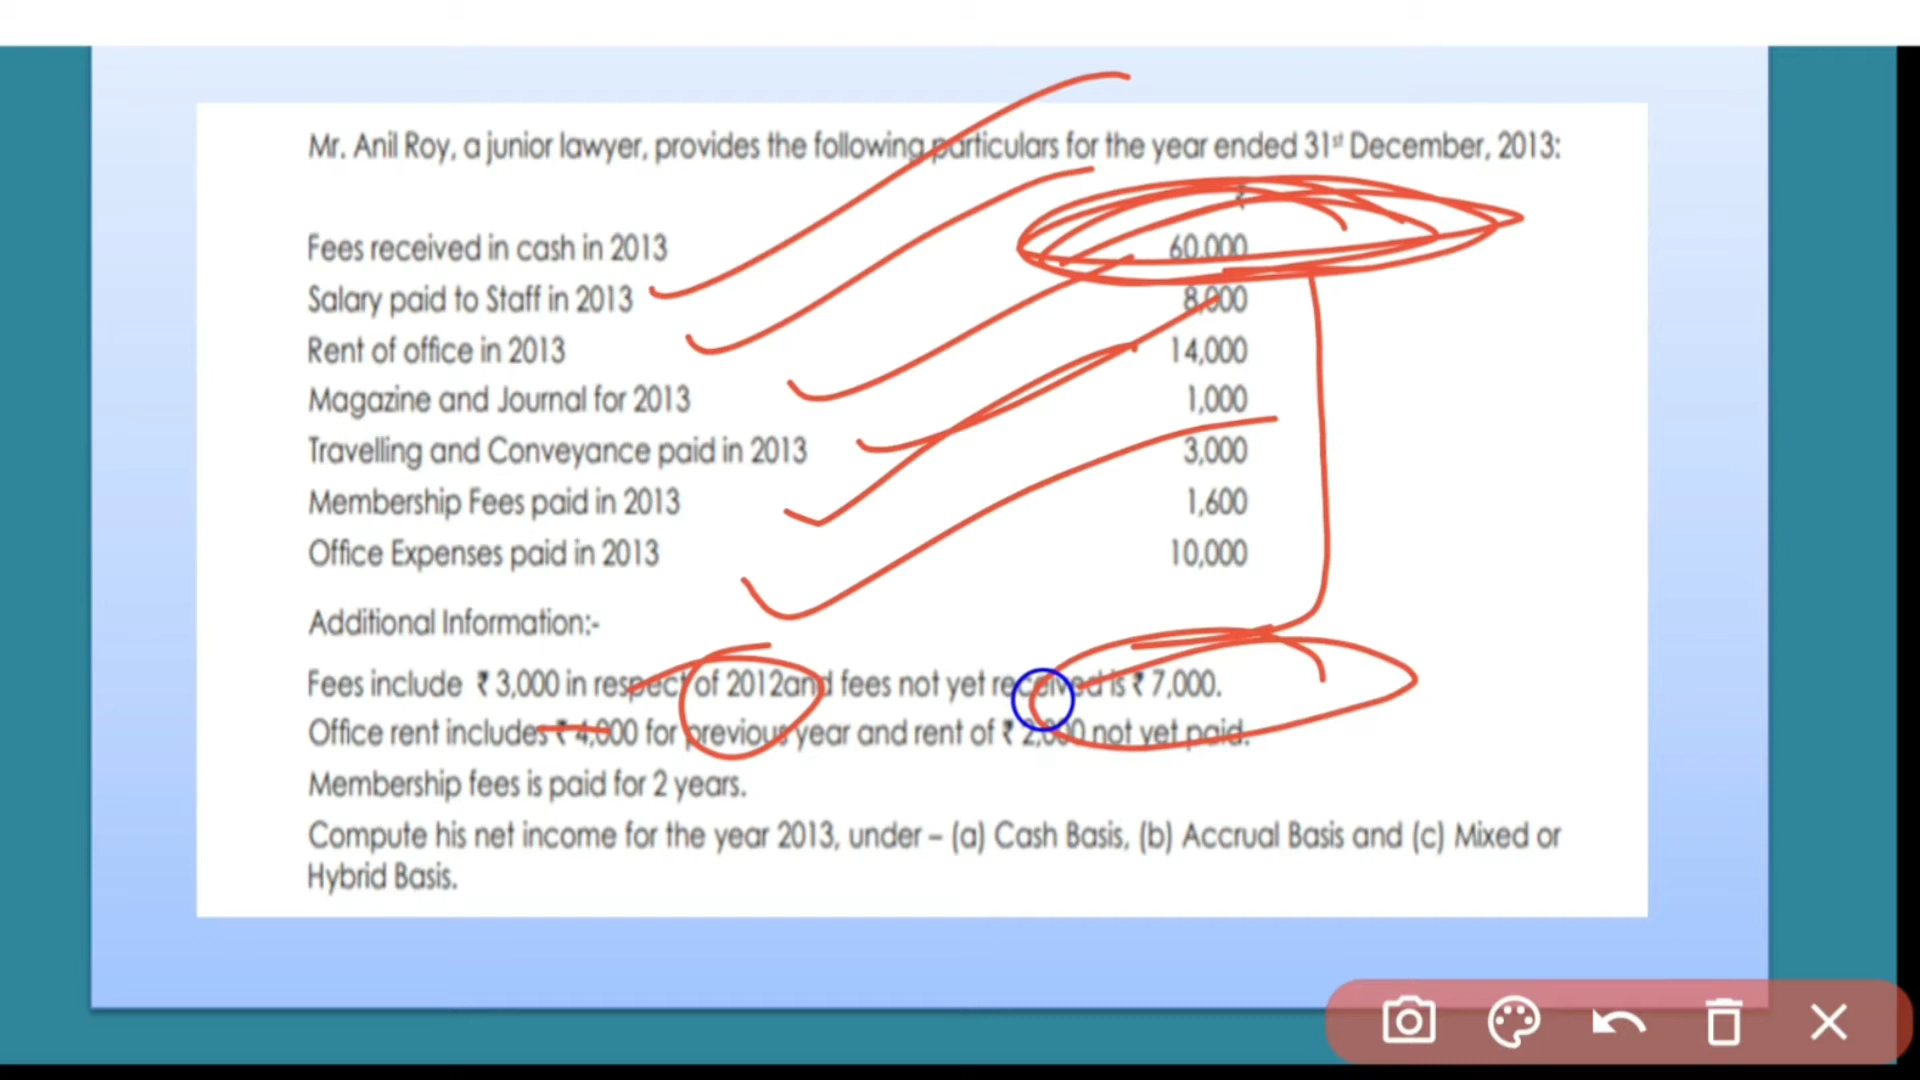 Mr. Anil Roy, a junior lawyer, provides the following particulars for the year ended 31st December, 2013:
₹
Fees received in cash in 2013 60,000
Salary paid to Staff in 2013 8,000
Rent of office in 2013 14,000
Magazine and Journal for 2013 1,000
Travelling and Conveyance paid in 2013 3,000
Membership Fees paid in 2013 1,600
Office Expenses paid in 2013 10,000
Additional Information:-
Fees include ₹ 3,000 in respect of 2012and fees not yet received is ₹ 7,000.
Office rent includes ₹ 4,000 for previous year and rent of ₹ 2,000 not yet paid.
Membership fees is paid for 2 years.
Compute his net income for the year 2013, under – (a) Cash Basis, (b) Accrual Basis and (c) Mixed or
Hybrid Basis.